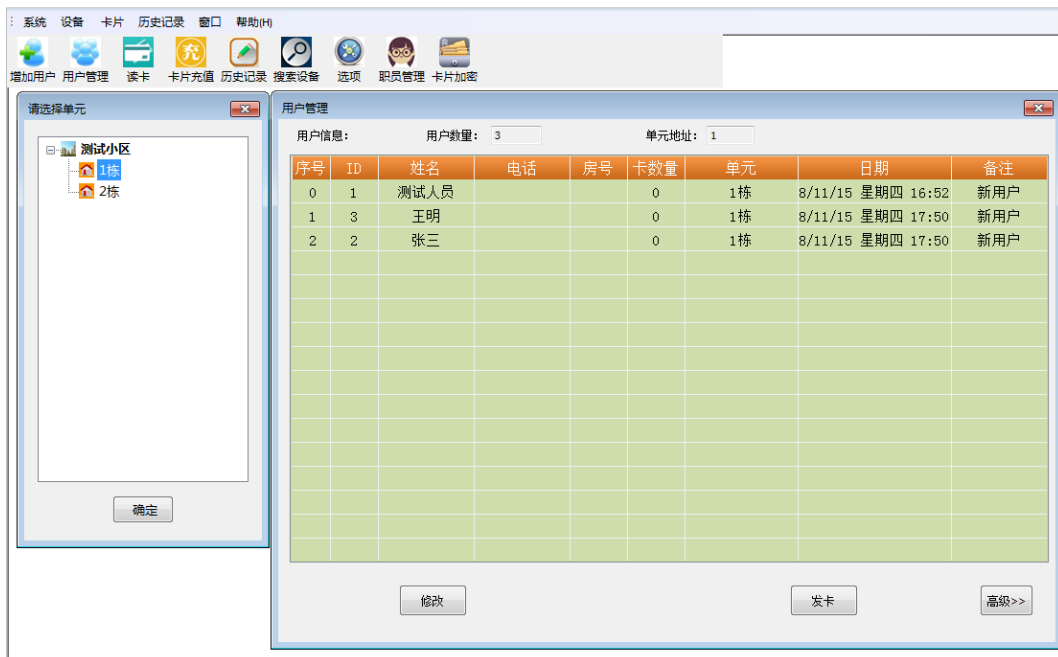 系统 设备 卡片 历史记录 窗口 帮助(H)
充
增加用户 用户管理 读卡 卡片充值 历史记录 搜索设备 选项 职员管理 卡片加密
请选择单元
测试小区
1栋
2栋
确定
用户管理
用户信息: 用户数量: 3 单元地址: 1
序号 ID 姓名 电话 房号 卡数量 单元 日期 备注
0 1 测试人员 0 1栋 8/11/15 星期四 16:52 新用户
1 3 王明 0 1栋 8/11/15 星期四 17:50 新用户
2 2 张三 0 1栋 8/11/15 星期四 17:50 新用户
修改 发卡 高级>>